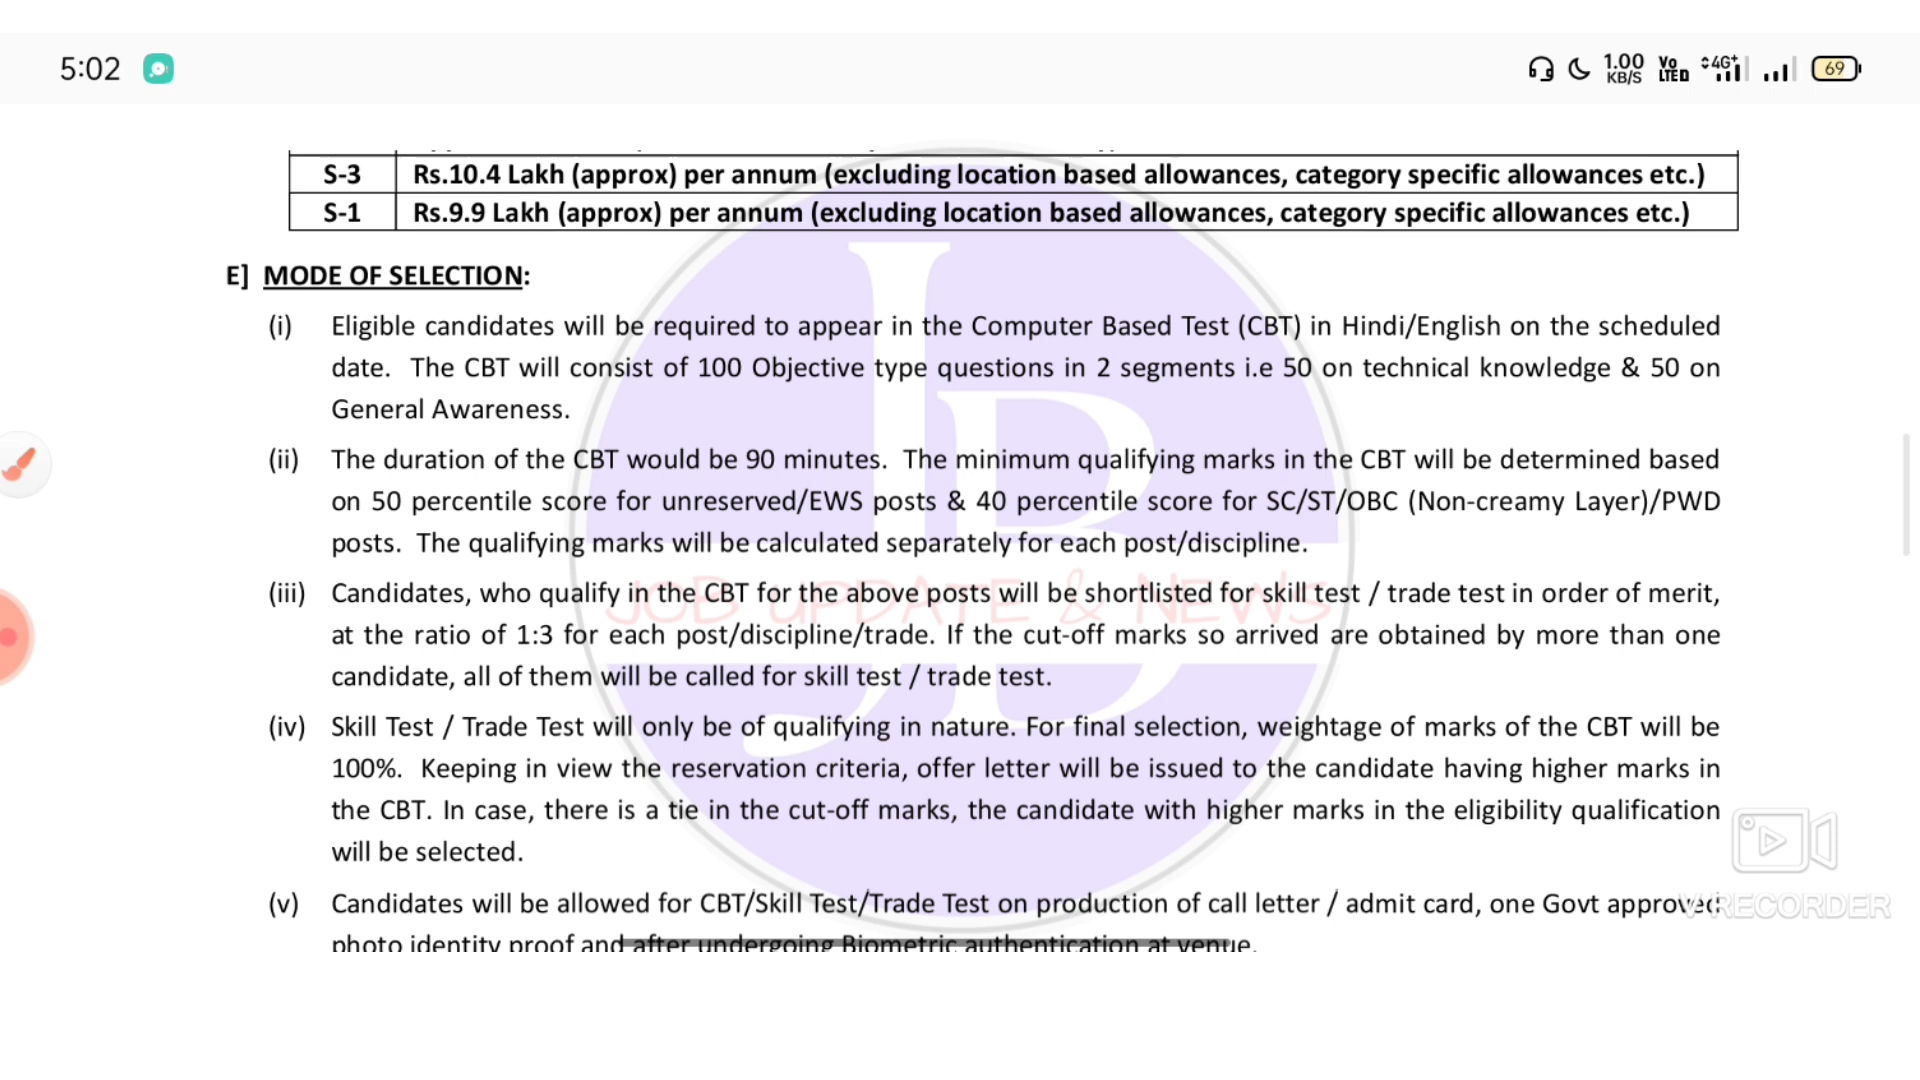 5:02
1.00 KB/S Vo LTE 4G+ 69
S-3 Rs.10.4 Lakh (approx) per annum (excluding location based allowances, category specific allowances etc.)
S-1 Rs.9.9 Lakh (approx) per annum (excluding location based allowances, category specific allowances etc.)
E] MODE OF SELECTION:
(i) Eligible candidates will be required to appear in the Computer Based Test (CBT) in Hindi/English on the scheduled
date. The CBT will consist of 100 Objective type questions in 2 segments i.e 50 on technical knowledge & 50 on
General Awareness.
(ii) The duration of the CBT would be 90 minutes. The minimum qualifying marks in the CBT will be determined based
on 50 percentile score for unreserved/EWS posts & 40 percentile score for SC/ST/OBC (Non-creamy Layer)/PWD
posts. The qualifying marks will be calculated separately for each post/discipline.
JOB UPDATE & NEWS
(iii) Candidates, who qualify in the CBT for the above posts will be shortlisted for skill test / trade test in order of merit,
at the ratio of 1:3 for each post/discipline/trade. If the cut-off marks so arrived are obtained by more than one
candidate, all of them will be called for skill test / trade test.
(iv) Skill Test / Trade Test will only be of qualifying in nature. For final selection, weightage of marks of the CBT will be
100%. Keeping in view the reservation criteria, offer letter will be issued to the candidate having higher marks in
the CBT. In case, there is a tie in the cut-off marks, the candidate with higher marks in the eligibility qualification
will be selected.
(v) Candidates will be allowed for CBT/Skill Test/Trade Test on production of call letter / admit card, one Govt approved
V RECORDER
photo identity proof and after undergoing Biometric authentication at venue.